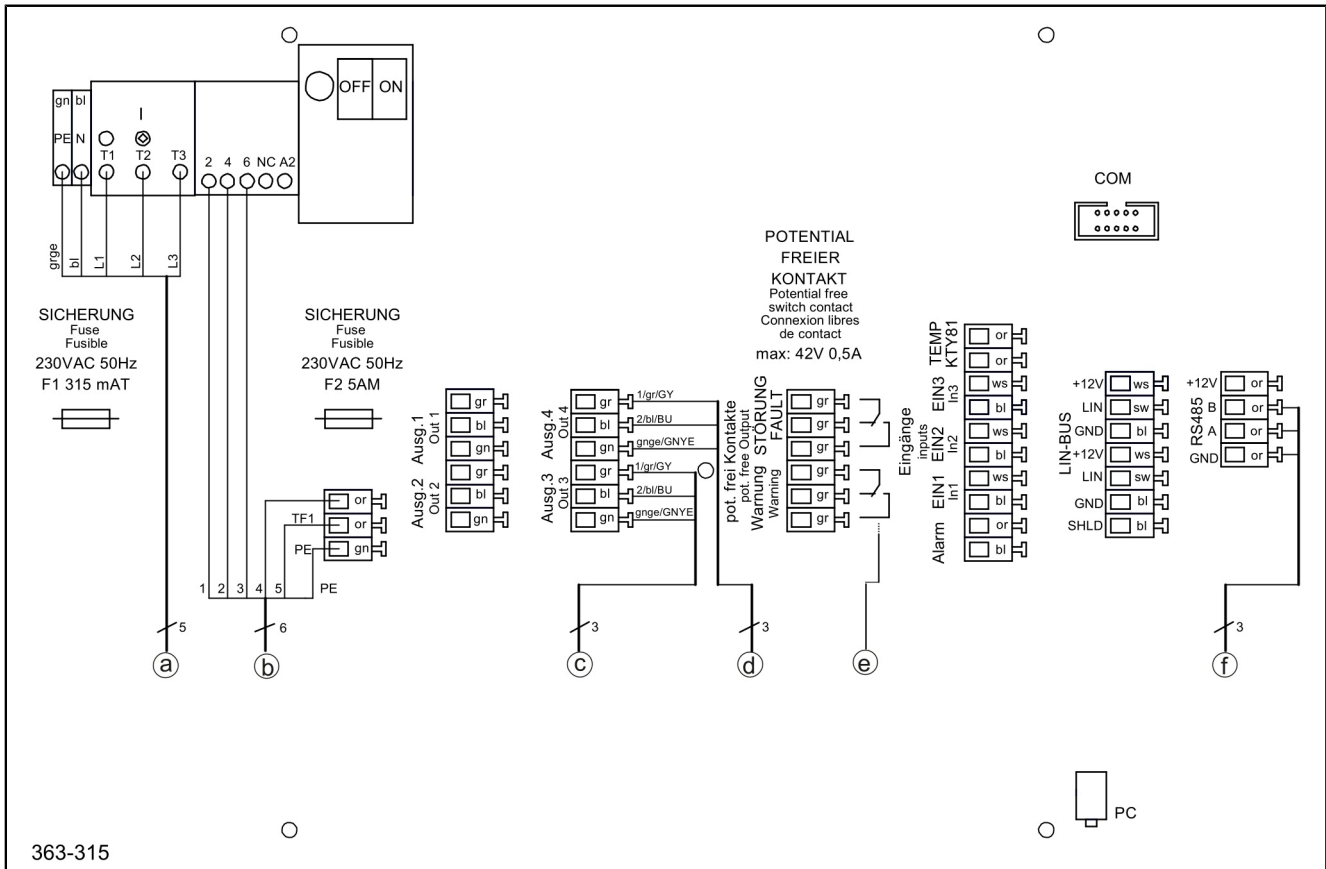 OFF ON
gn bl
I
PE N
T1 T2 T3
2 4 6 NC A2
grge bl L1 L2 L3
SICHERUNG
Fuse
Fusible
230VAC 50Hz
F1 315 mAT
SICHERUNG
Fuse
Fusible
230VAC 50Hz
F2 5AM
or
TF1 or
PE gn
1 2 3 4 5 PE
5
a
6
b
Ausg.1
Out 1
gr
bl
gn
Ausg.2
Out 2
gr
bl
gn
Ausg.4
Out 4
gr 1/gr/GY
bl 2/bl/BU
gn gnge/GNYE
Ausg.3
Out 3
gr 1/gr/GY
bl 2/bl/BU
gn gnge/GNYE
3
c
3
d
POTENTIAL
FREIER
KONTAKT
Potential free
switch contact
Connexion libres
de contact
max: 42V 0,5A
pot. frei Kontakte
pot. free Output
STÖRUNG
FAULT
Warnung
Warning
gr
gr
gr
gr
gr
gr
e
Eingänge
inputs
TEMP
KTY81
or
or
EIN3
In3
ws
bl
EIN2
In2
ws
bl
EIN1
In1
ws
bl
Alarm
or
bl
COM
LIN-BUS
+12V ws
LIN sw
GND bl
+12V ws
LIN sw
GND bl
SHLD bl
RS485
+12V or
B or
A or
GND or
3
f
PC
363-315